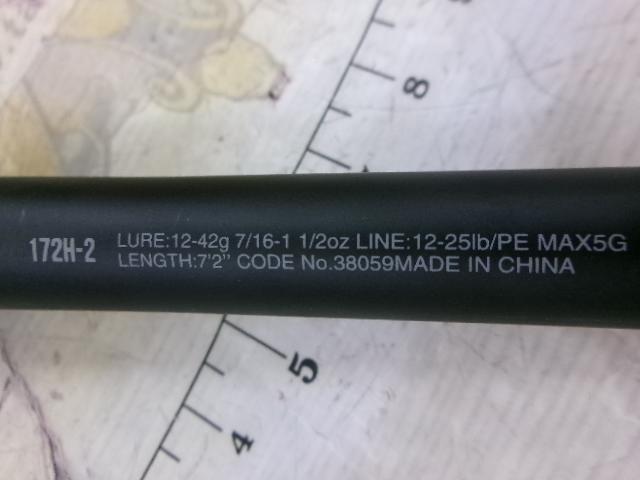 8
172H-2
LURE:12-42g 7/16-1 1/2oz LINE:12-25lb/PE MAX5G
LENGTH:7'2" CODE No.38059MADE IN CHINA
5
4